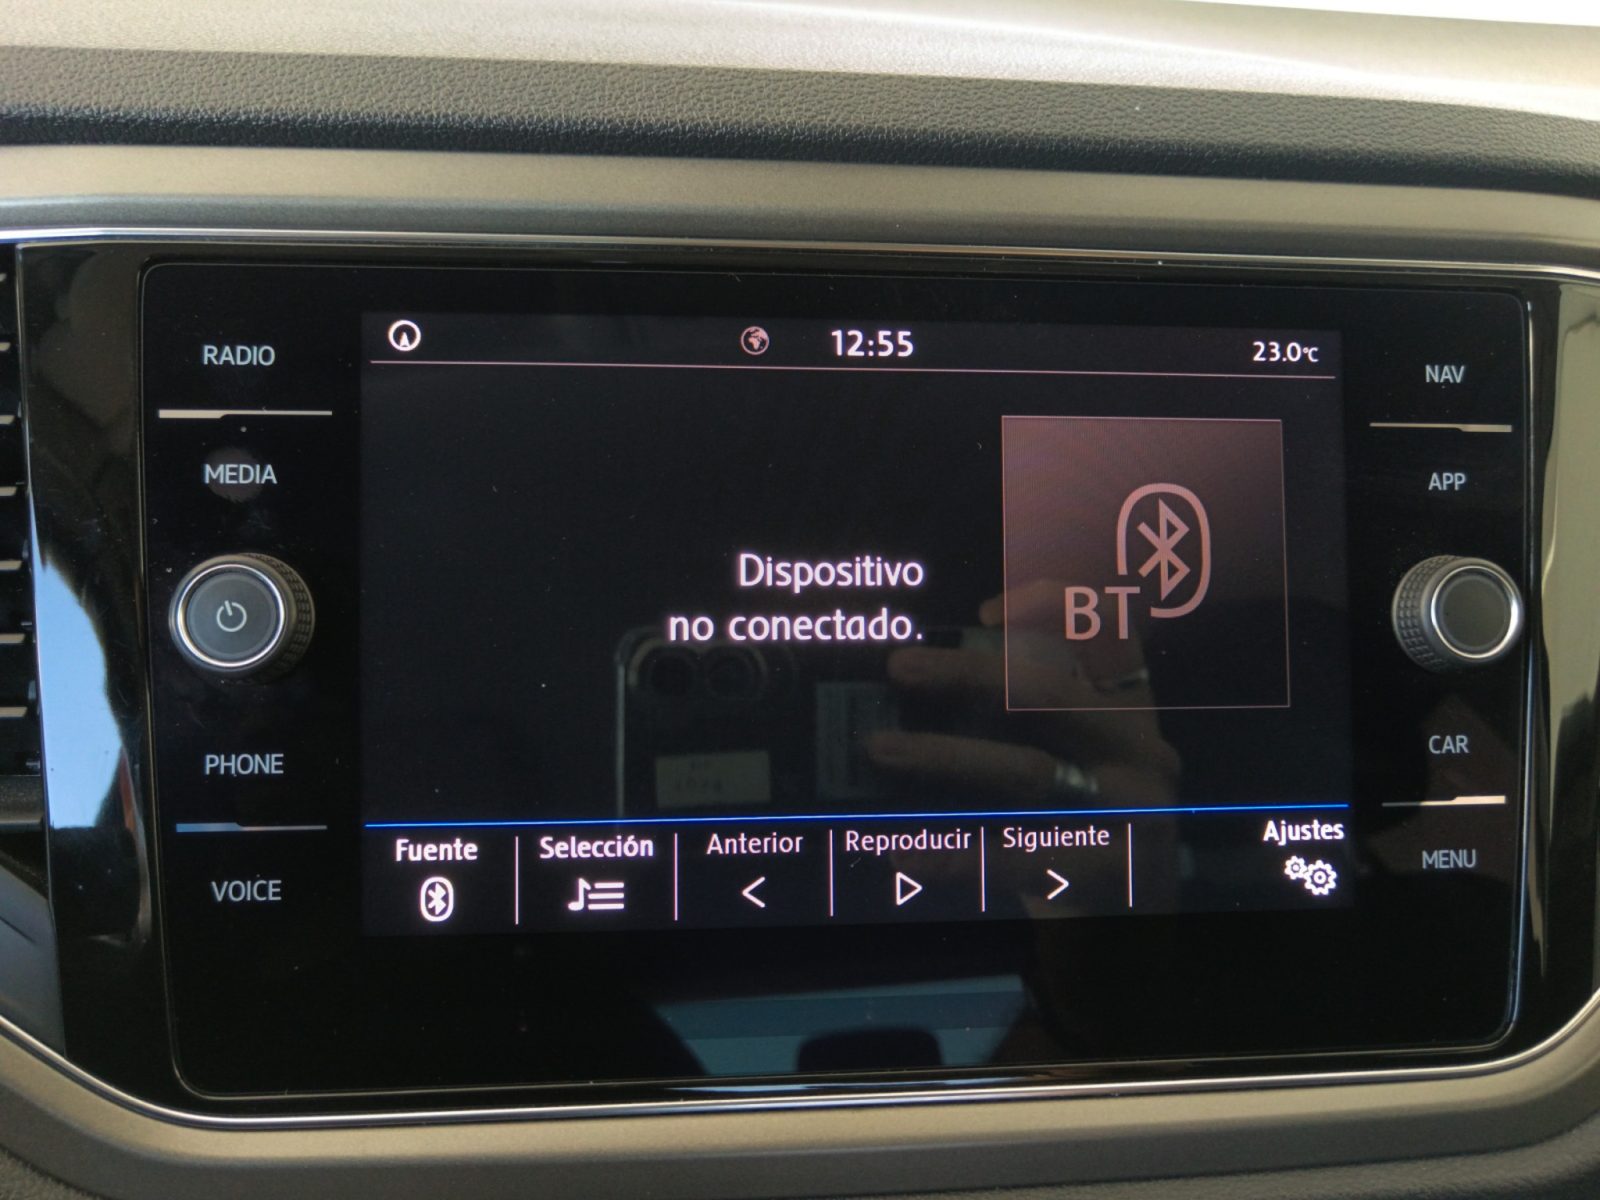 12:55
23.0°C
RADIO
MEDIA
PHONE
VOICE
Dispositivo
no conectado.
BT
Fuente
Selección
Anterior
Reproducir
Siguiente
Ajustes
NAV
APP
CAR
MENU